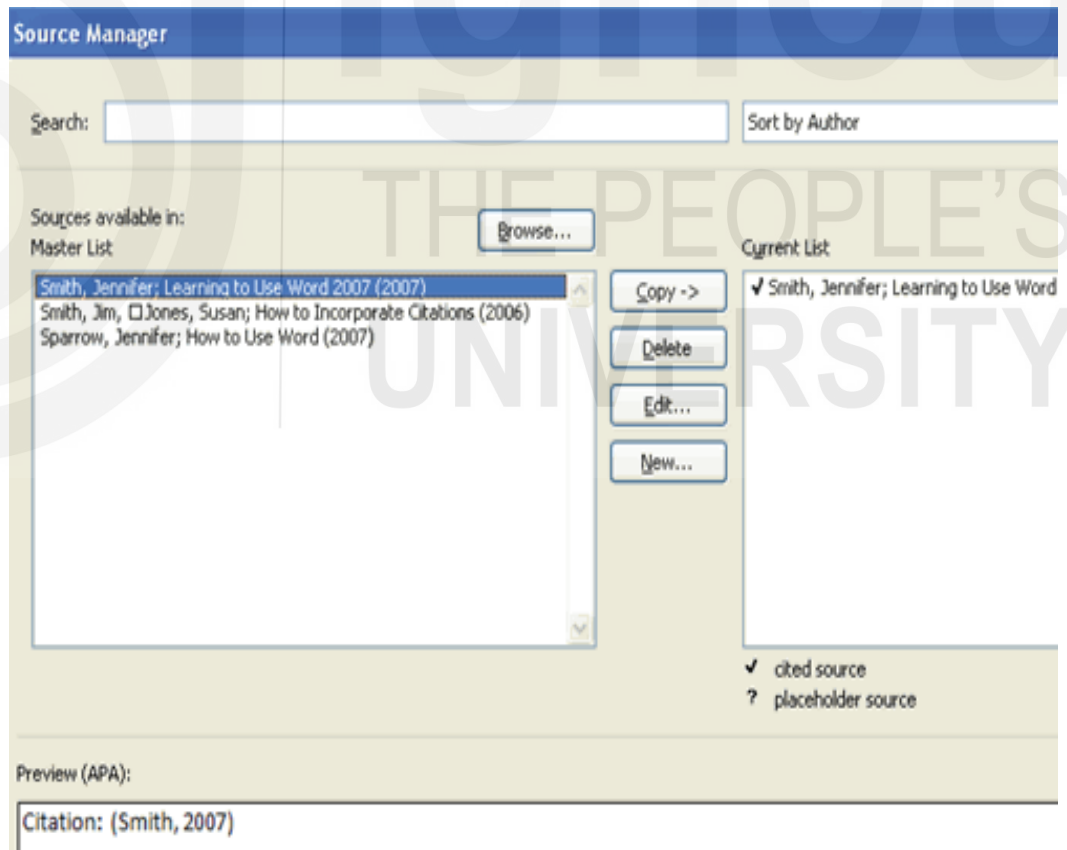 Source Manager
Search:
Sort by Author
Sources available in:
Master List
Browse...
Current List
Smith, Jennifer; Learning to Use Word 2007 (2007)
Smith, Jim, □Jones, Susan; How to Incorporate Citations (2006)
Sparrow, Jennifer; How to Use Word (2007)
Copy ->
Delete
Edit...
New...
✓ Smith, Jennifer; Learning to Use Word
✓ cited source
? placeholder source
Preview (APA):
Citation: (Smith, 2007)
ignou
THE PEOPLE'S
UNIVERSITY